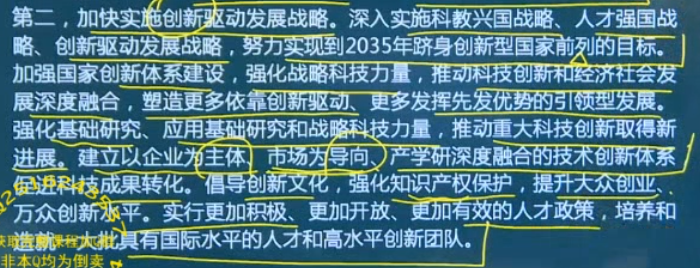 第二，加快实施创新驱动发展战略。深入实施科教兴国战略、人才强国战
略、创新驱动发展战略，努力实现到2035年跻身创新型国家前列的目标。
加强国家创新体系建设，强化战略科技力量，推动科技创新和经济社会发
展深度融合，塑造更多依靠创新驱动、更多发挥先发优势的引领型发展。
强化基础研究、应用基础研究和战略科技力量，推动重大科技创新取得新
进展。建立以企业为主体、市场为导向、产学研深度融合的技术创新体系
科技成果转化。倡导创新文化，强化知识产权保护，提升大众创业、
万众创新水平。实行更加积极、更加开放、更加有效的人才政策，培养和
大批具有国际水平的人才和高水平创新团队。
非本Q均为倒卖